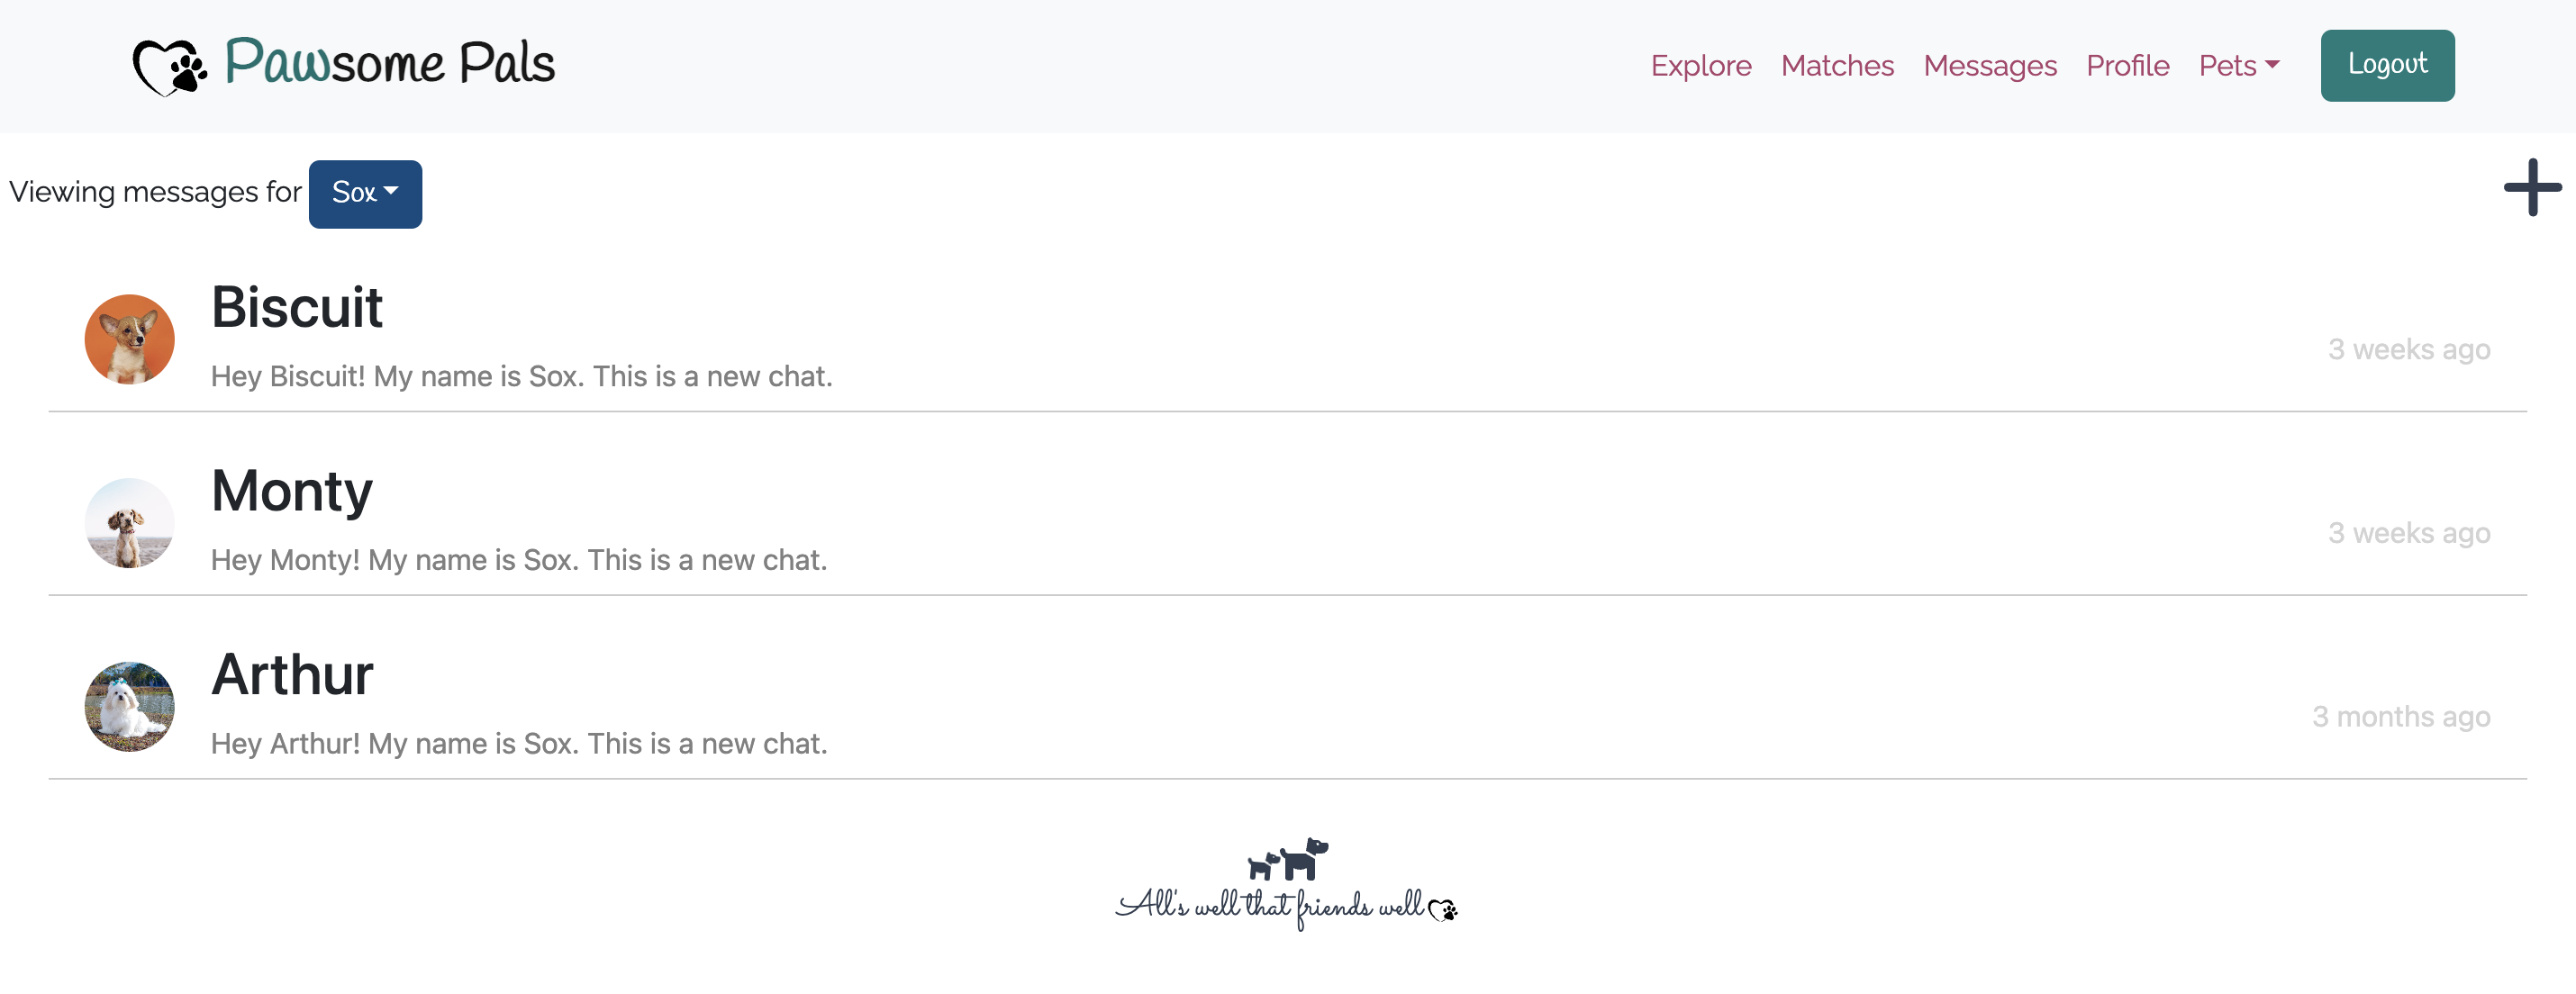 Pawsome Pals
Explore Matches Messages Profile Pets Logout
Viewing messages for Sox
Biscuit
Hey Biscuit! My name is Sox. This is a new chat.
3 weeks ago
Monty
Hey Monty! My name is Sox. This is a new chat.
3 weeks ago
Arthur
Hey Arthur! My name is Sox. This is a new chat.
3 months ago
All's well that friends well